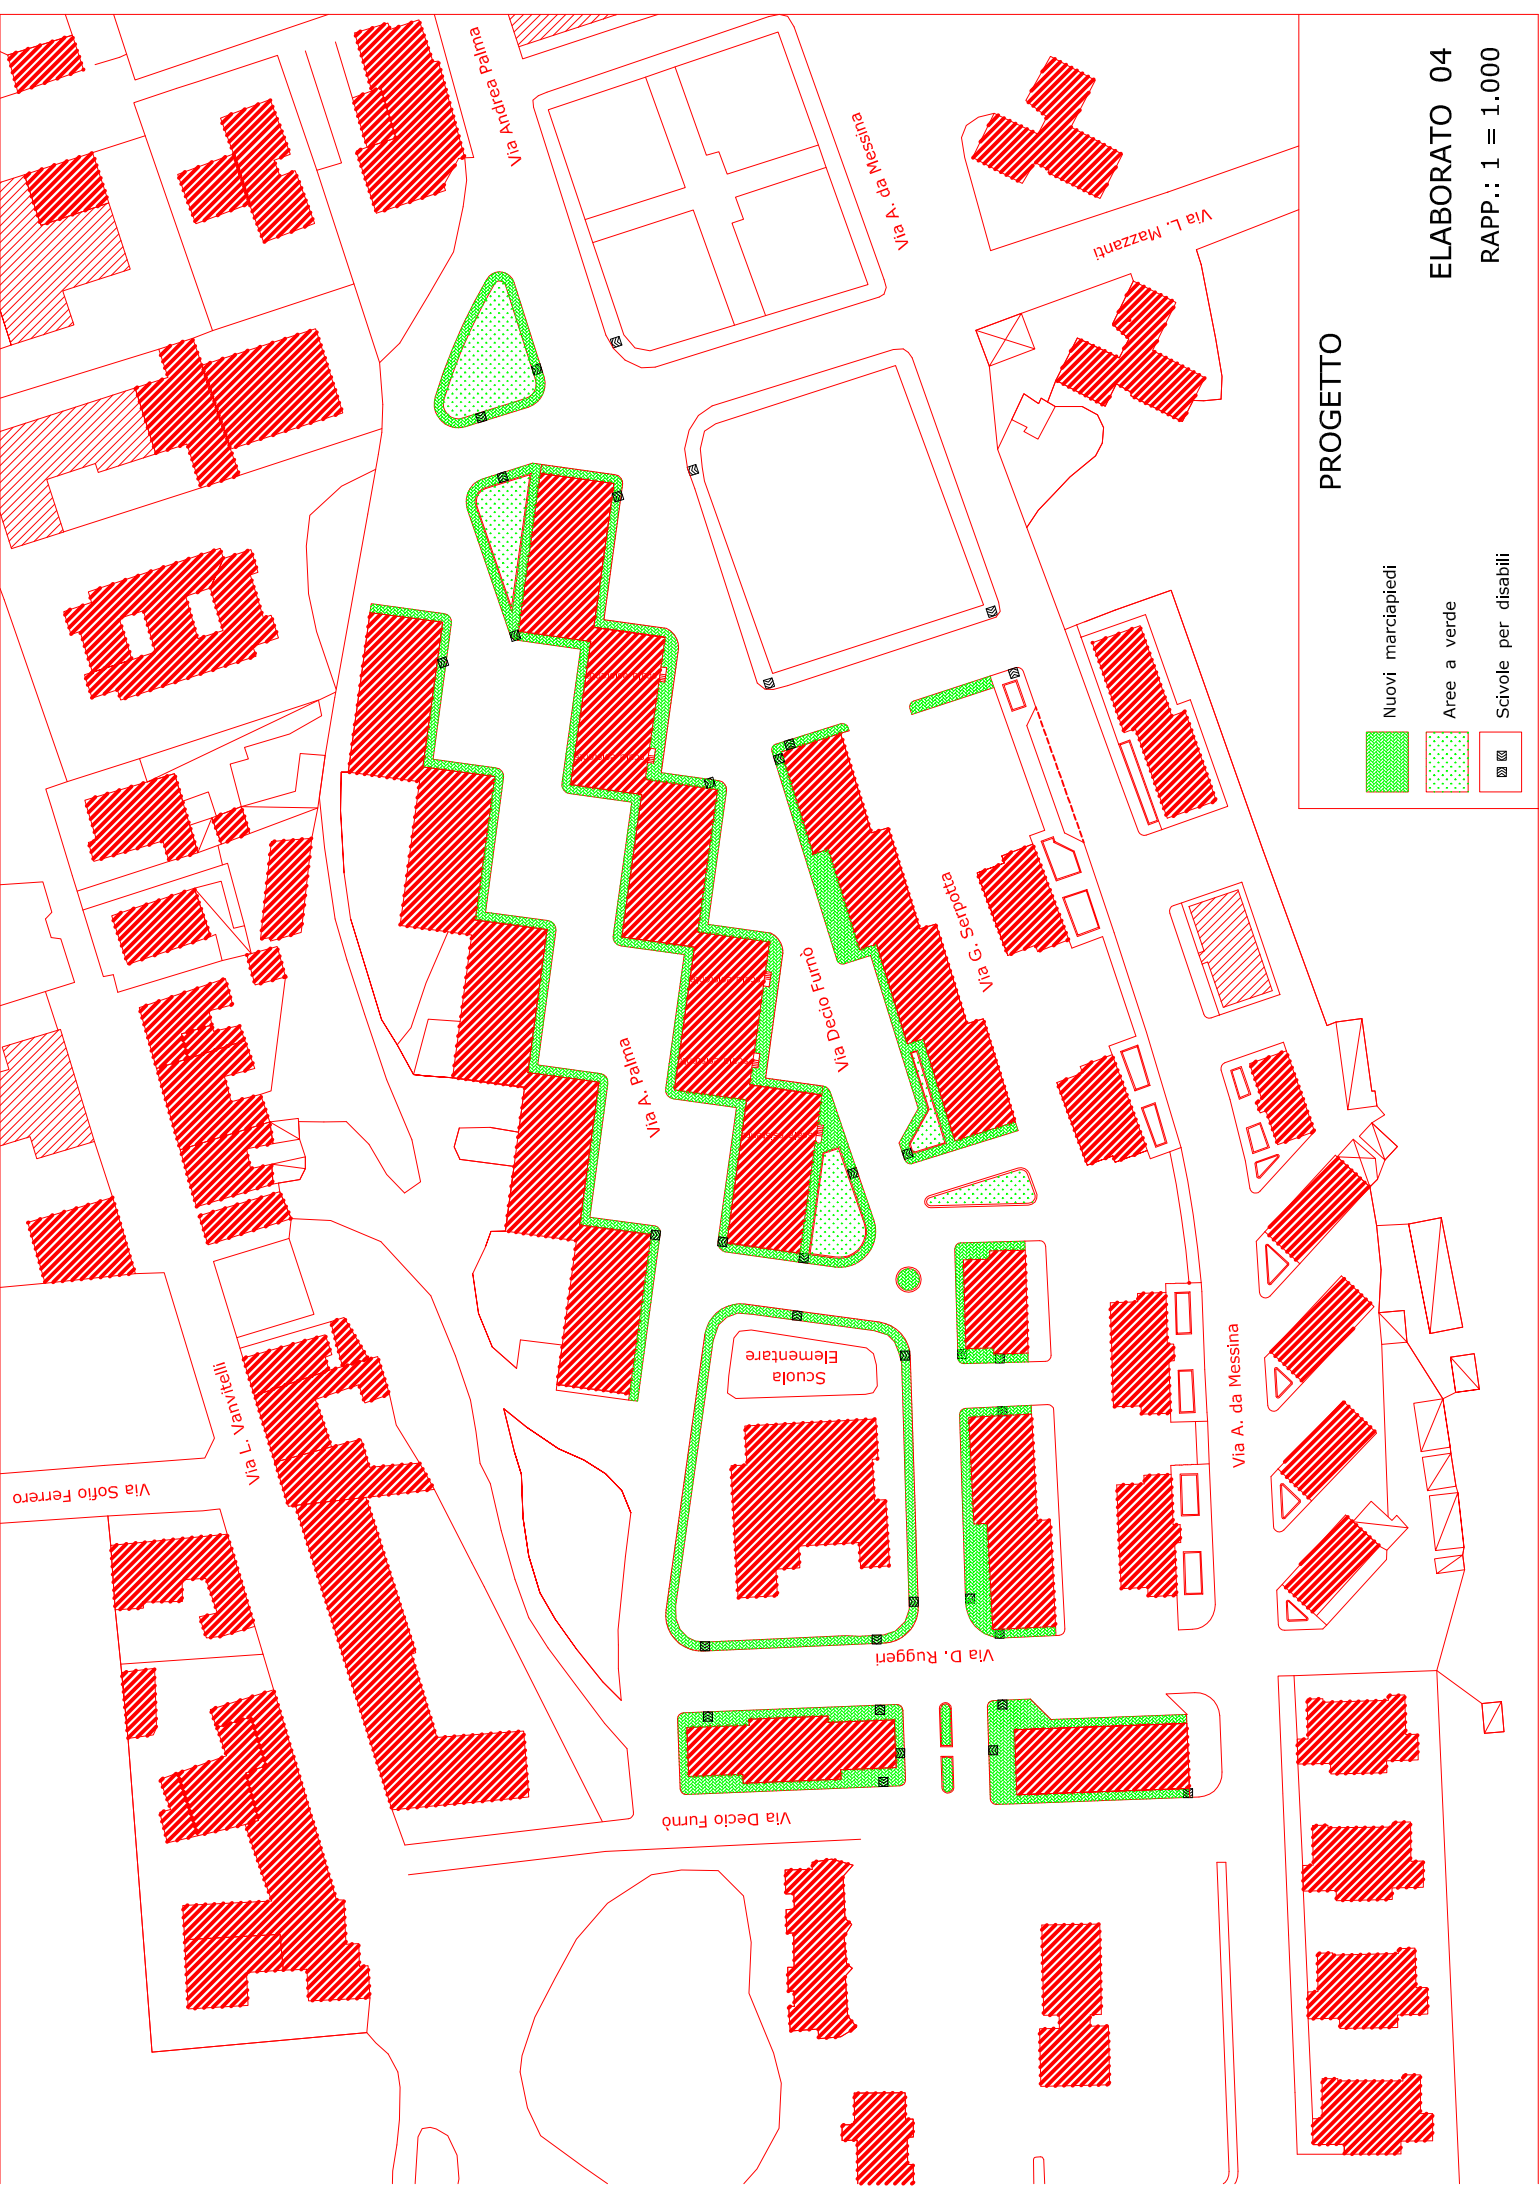 PROGETTO
ELABORATO 04
RAPP.: 1 = 1.000
Nuovi marciapiedi
Aree a verde
Scivole per disabili
Via Andrea Palma
Via A. da Messina
Via L. Mazzanti
Via G. Serpotta
Via Decio Furnò
Via A. Palma
Via L. Vanvitelli
Via Sofio Ferrero
Scuola
Elementare
Via A. da Messina
Via D. Ruggeri
Via Decio Furnò